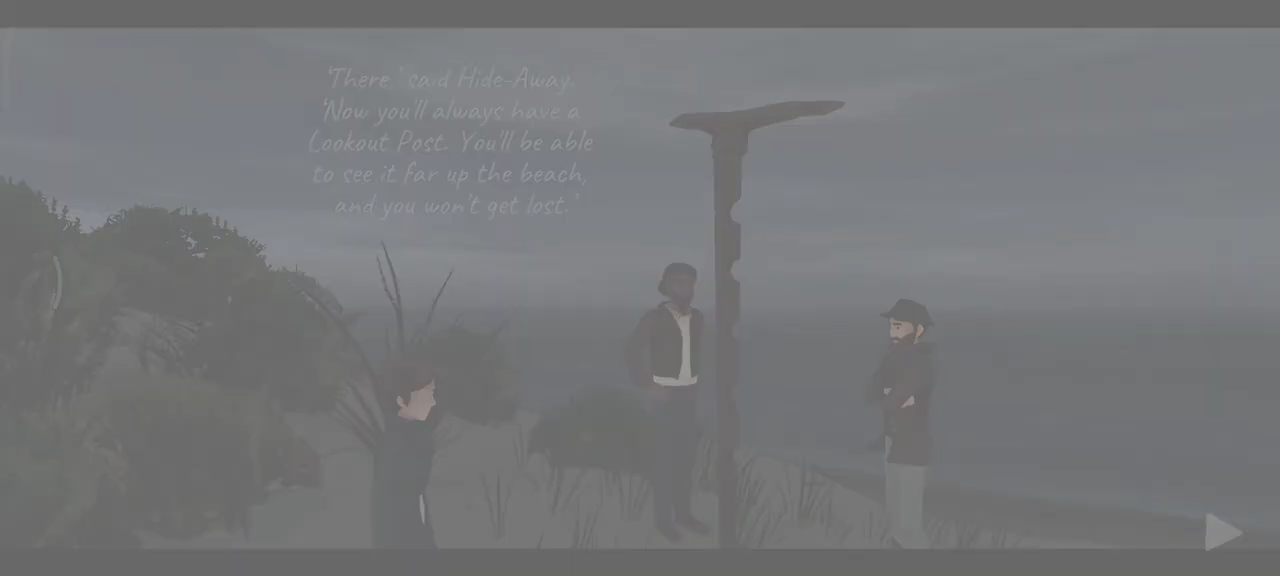 'There,' said Hide-Away.
'Now you'll always have a
Lookout Post. You'll be able
to see it far up the beach,
and you won't get lost.'